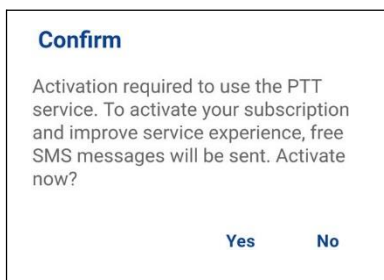 Confirm
Activation required to use the PTT
service. To activate your subscription
and improve service experience, free
SMS messages will be sent. Activate
now?
Yes No